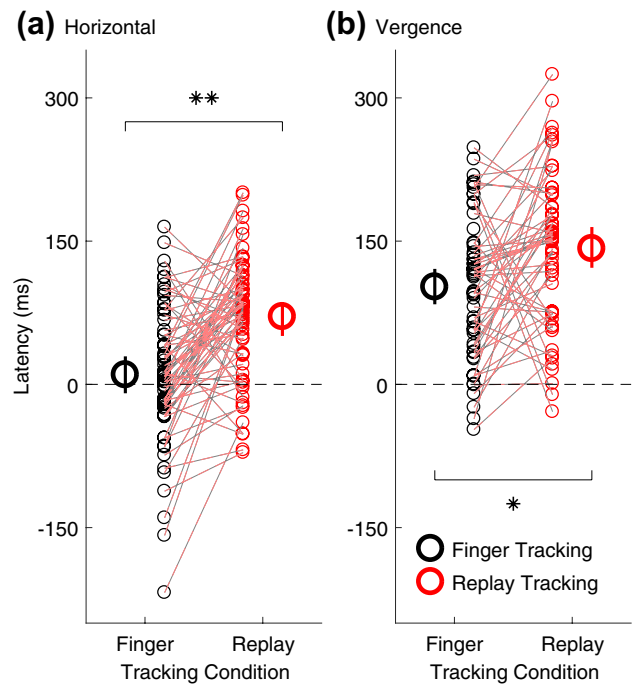 (a) Horizontal
(b) Vergence
**
300
300
150
150
Latency (ms)
0
0
*
-150
-150
Finger Tracking
Replay Tracking
Finger
Replay
Finger
Replay
Tracking Condition
Tracking Condition